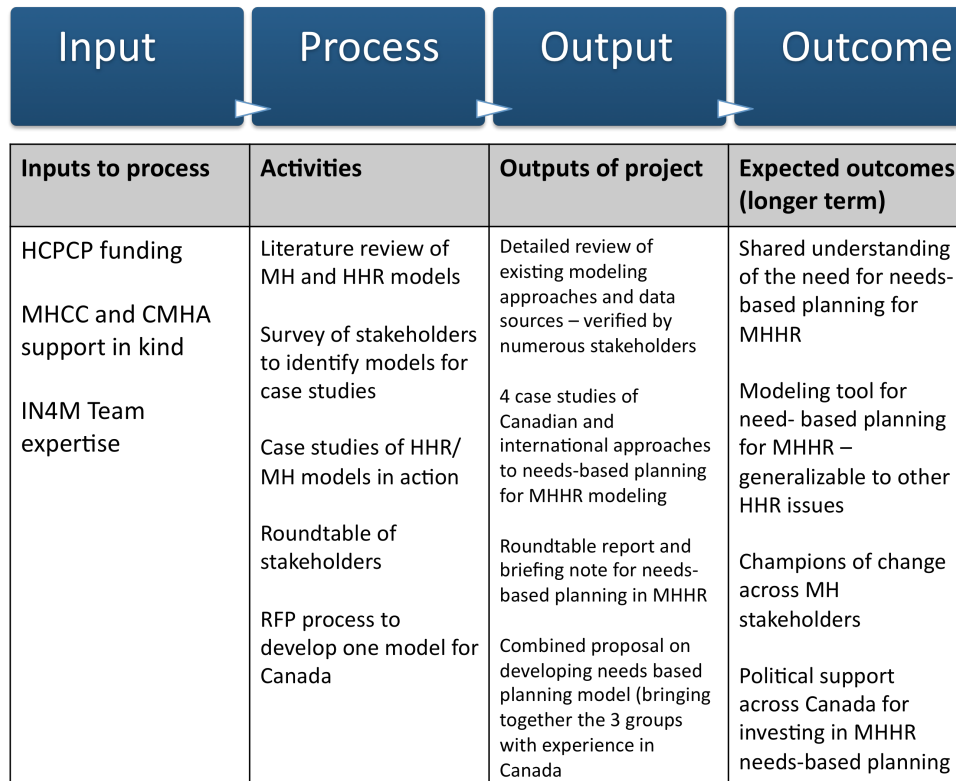 Input
Process
Output
Outcome
Inputs to process
Activities
Outputs of project
Expected outcomes
(longer term)
HCPCP funding
MHCC and CMHA
support in kind
IN4M Team
expertise
Literature review of
MH and HHR models
Survey of stakeholders
to identify models for
case studies
Case studies of HHR/
MH models in action
Roundtable of
stakeholders
RFP process to
develop one model for
Canada
Detailed review of
existing modeling
approaches and data
sources – verified by
numerous stakeholders
4 case studies of
Canadian and
international approaches
to needs-based planning
for MHHR modeling
Roundtable report and
briefing note for needs-
based planning in MHHR
Combined proposal on
developing needs based
planning model (bringing
together the 3 groups
with experience in
Canada
Shared understanding
of the need for needs-
based planning for
MHHR
Modeling tool for
need- based planning
for MHHR –
generalizable to other
HHR issues
Champions of change
across MH
stakeholders
Political support
across Canada for
investing in MHHR
needs-based planning